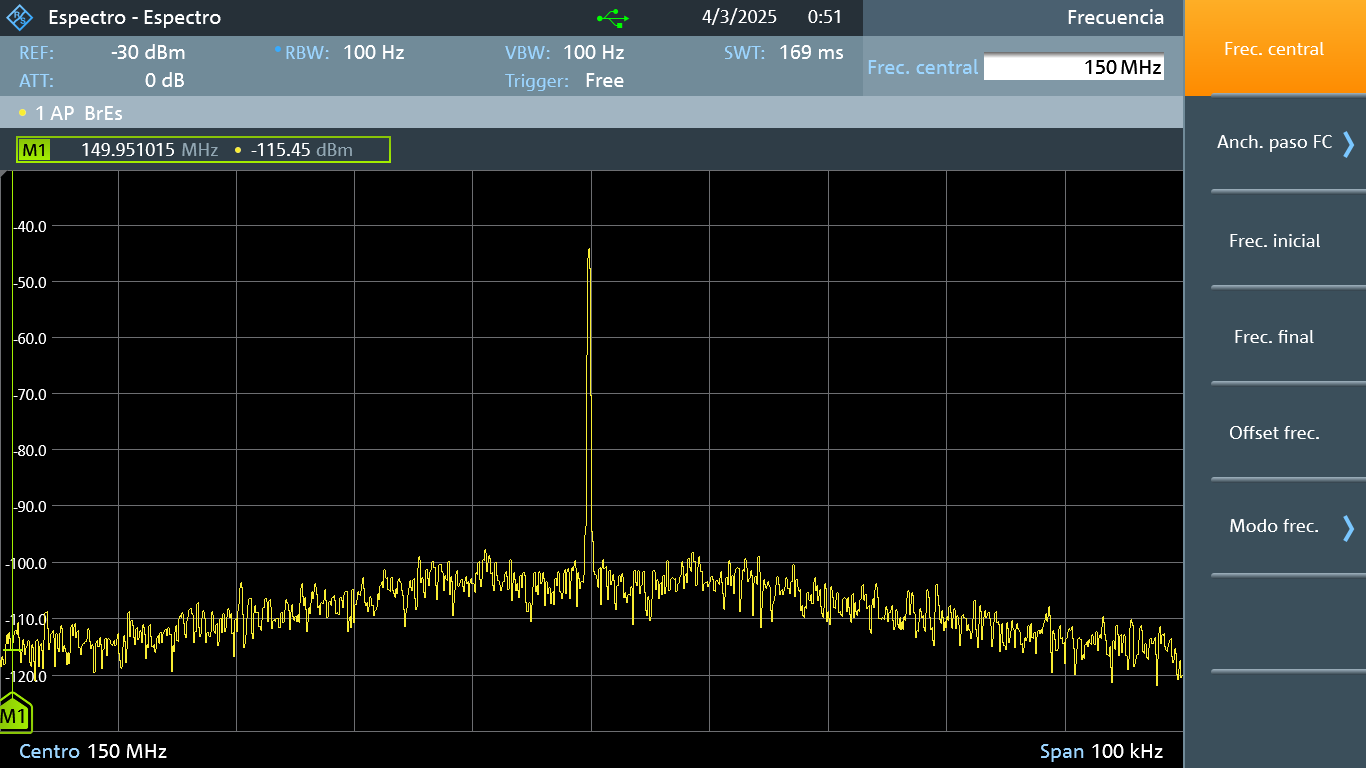 Espectro - Espectro 4/3/2025 0:51 Frecuencia
REF: -30 dBm RBW: 100 Hz VBW: 100 Hz SWT: 169 ms
ATT: 0 dB Trigger: Free
Frec. central 150 MHz
1 AP BrEs
M1 149.951015 MHz -115.45 dBm
-40.0
-50.0
-60.0
-70.0
-80.0
-90.0
-100.0
-110.0
-120.0
M1
Centro 150 MHz Span 100 kHz
Frec. central
Anch. paso FC
Frec. inicial
Frec. final
Offset frec.
Modo frec.